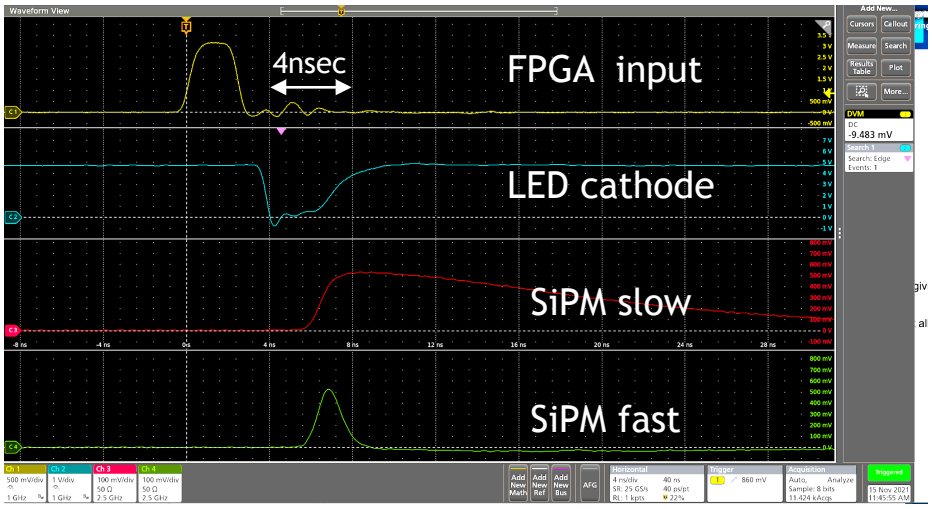 Waveform View
Add New...
T
3.5
3 V
2.5 V
2 V
1.5 V
1 V
500 mV
-500 mV
4nsec
FPGA input
C 1
Cursors
Callout
Measure
Search
Results
Table
Plot
More...
DVM
DC
-9.483 mV
Search 1
Search: Edge
Events: 1
7 V
6 V
5 V
4 V
3 V
2 V
1 V
0 V
-1 V
LED cathode
C 2
800 mV
700 mV
600 mV
500 mV
400 mV
300 mV
200 mV
100 mV
0 V
-100 mV
SiPM slow
C 3
-8 ns
-4 ns
0s
4 ns
8 ns
12 ns
16 ns
20 ns
24 ns
28 ns
800 mV
700 mV
600 mV
500 mV
400 mV
300 mV
200 mV
100 mV
0 V
SiPM fast
C 4
ring
giv
all
Ch 1
500 mV/div
1 GHz
Ch 2
1 V/div
1 GHz
Ch 3
100 mV/div
50 Ω
2.5 GHz
Ch 4
100 mV/div
50 Ω
2.5 GHz
Add
New
Math
Add
New
Ref
Add
New
Bus
AFG
Horizontal
4 ns/div 40 ns
SR: 25 GS/s 40 ps/pt
RL: 1 kpts 22%
Trigger
1 860 mV
Acquisition
Auto, Analyze
Sample: 8 bits
11.424 kAcqs
Triggered
15 Nov 2021
11:45:55 AM